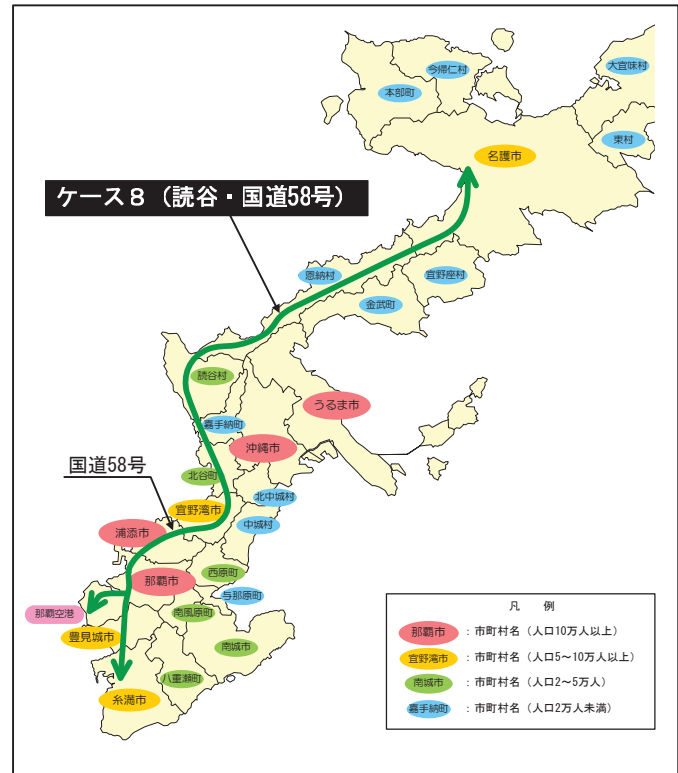 今帰仁村
大宜味村
本部町
東村
名護市
ケース8（読谷・国道58号）
恩納村
宜野座村
金武町
読谷村
うるま市
嘉手納町
沖縄市
国道58号
北谷町
北中城村
宜野湾市
中城村
浦添市
西原町
那覇市
与那原町
那覇空港
南風原町
豊見城市
南城市
八重瀬町
糸満市
凡　例
那覇市：市町村名（人口10万人以上）
宜野湾市：市町村名（人口5～10万人以上）
南城市：市町村名（人口2～5万人）
嘉手納町：市町村名（人口2万人未満）